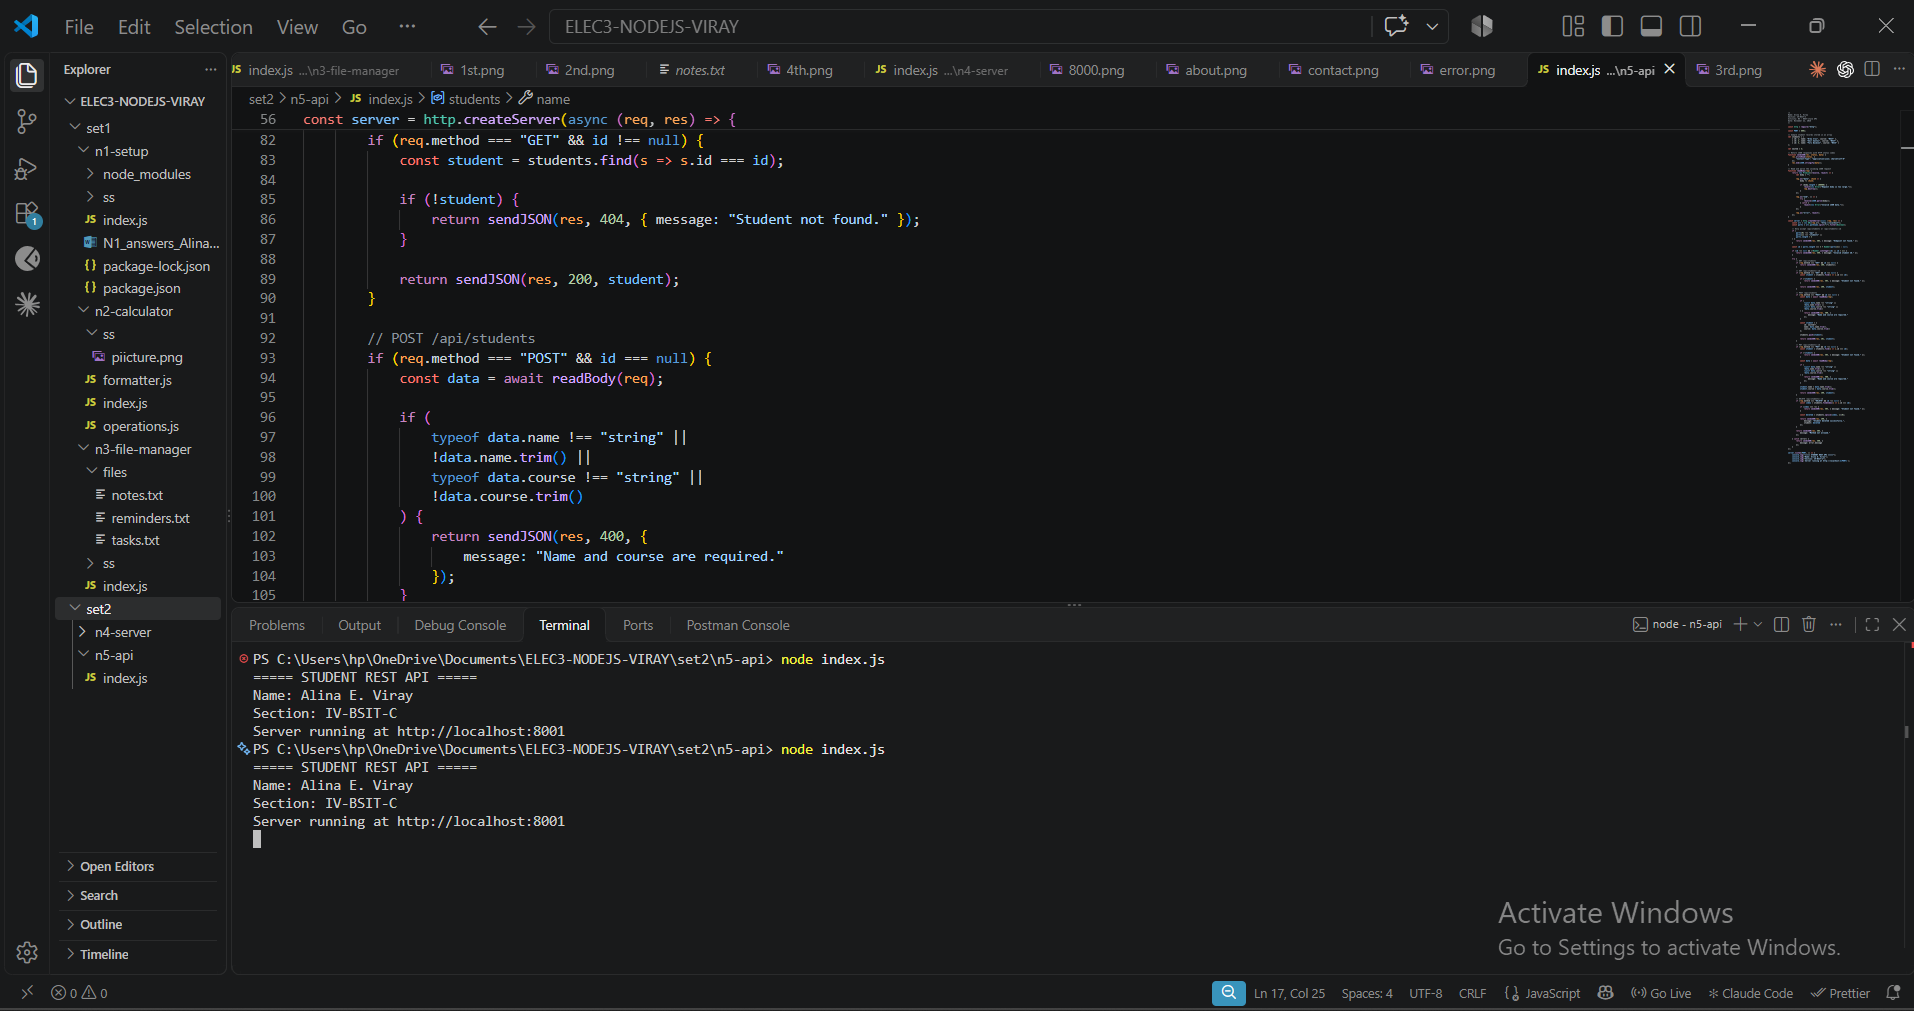 File Edit Selection View Go ··· ELEC3-NODEJS-VIRAY
Explorer ···
ELEC3-NODEJS-VIRAY
set1
n1-setup
node_modules
ss
JS index.js
N1_answers_Alina...
{} package-lock.json
{} package.json
n2-calculator
ss
piicture.png
JS formatter.js
JS index.js
JS operations.js
n3-file-manager
files
notes.txt
reminders.txt
tasks.txt
ss
JS index.js
set2
n4-server
n5-api
JS index.js
Open Editors
Search
Outline
Timeline
1
JS index.js ...\n3-file-manager 1st.png 2nd.png notes.txt 4th.png JS index.js ...\n4-server 8000.png about.png contact.png error.png JS index.js ...\n5-api 3rd.png ···
set2 > n5-api > JS index.js > students > name
56 const server = http.createServer(async (req, res) => {
82 if (req.method === "GET" && id !== null) {
83 const student = students.find(s => s.id === id);
84
85 if (!student) {
86 return sendJSON(res, 404, { message: "Student not found." });
87 }
88
89 return sendJSON(res, 200, student);
90 }
91
92 // POST /api/students
93 if (req.method === "POST" && id === null) {
94 const data = await readBody(req);
95
96 if (
97 typeof data.name !== "string" ||
98 !data.name.trim() ||
99 typeof data.course !== "string" ||
100 !data.course.trim()
101 ) {
102 return sendJSON(res, 400, {
103 message: "Name and course are required."
104 });
105 }
Problems Output Debug Console Terminal Ports Postman Console node - n5-api
PS C:\Users\hp\OneDrive\Documents\ELEC3-NODEJS-VIRAY\set2\n5-api> node index.js
===== STUDENT REST API =====
Name: Alina E. Viray
Section: IV-BSIT-C
Server running at http://localhost:8001
PS C:\Users\hp\OneDrive\Documents\ELEC3-NODEJS-VIRAY\set2\n5-api> node index.js
===== STUDENT REST API =====
Name: Alina E. Viray
Section: IV-BSIT-C
Server running at http://localhost:8001
Activate Windows
Go to Settings to activate Windows.
0 0 Ln 17, Col 25 Spaces: 4 UTF-8 CRLF {} JavaScript Go Live Claude Code Prettier